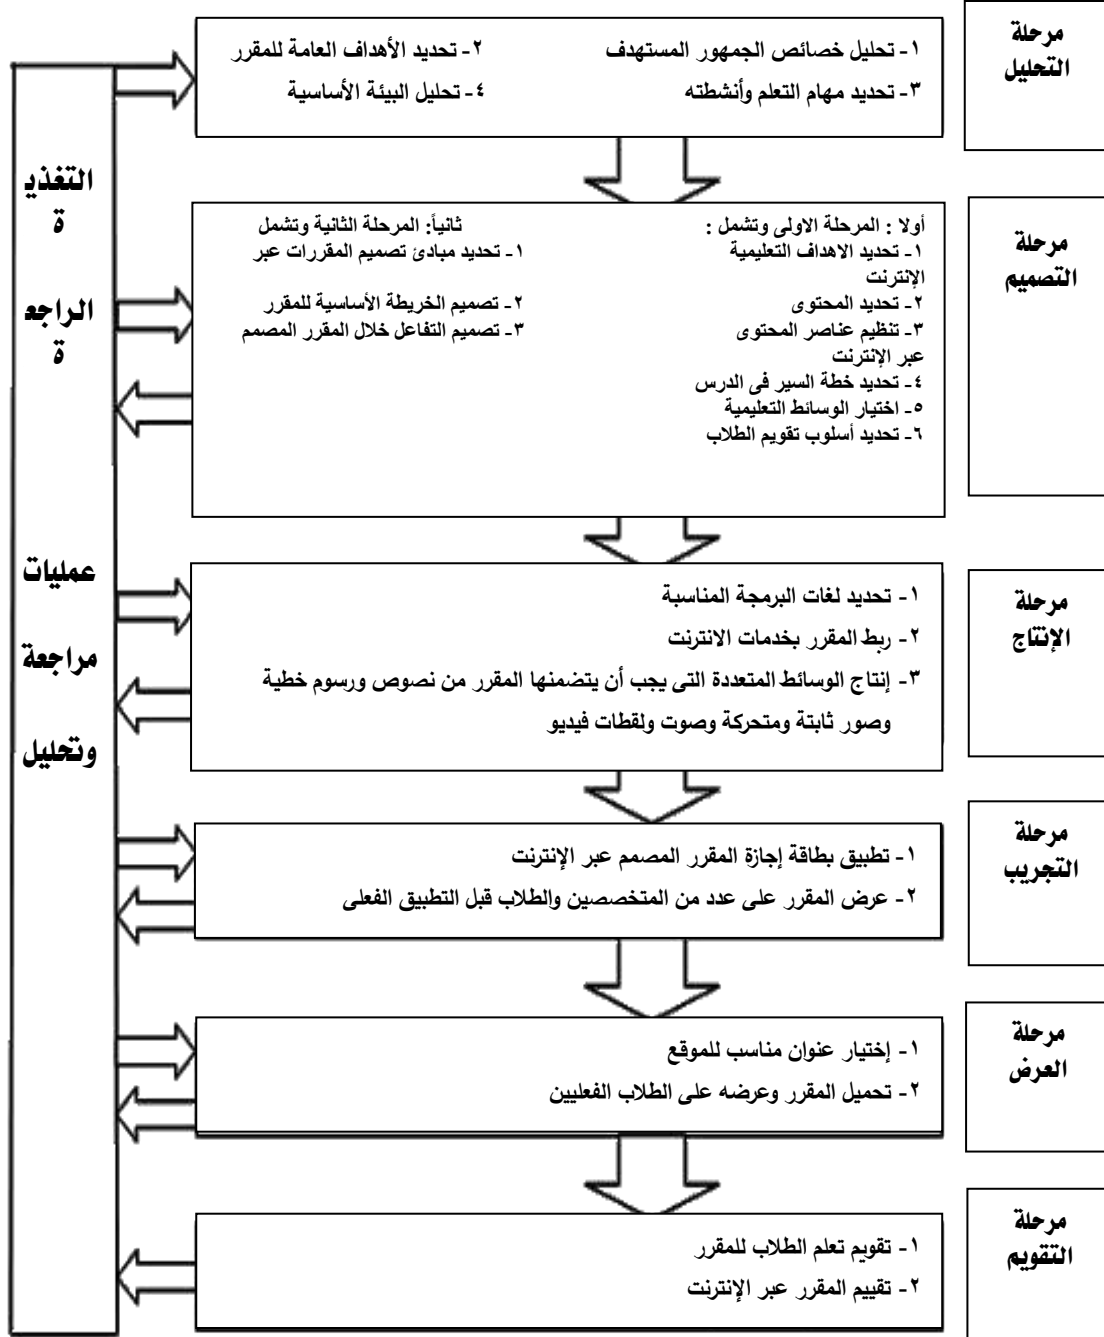 مرحلة
التحليل
١- تحليل خصائص الجمهور المستهدف
٢- تحديد الأهداف العامة للمقرر
٣- تحديد مهام التعلم وأنشطته
٤- تحليل البيئة الأساسية
مرحلة
التصميم
أولا : المرحلة الاولى وتشمل :
١- تحديد الاهداف التعليمية
الإنترنت
٢- تحديد المحتوى
٣- تنظيم عناصر المحتوى
عبر الإنترنت
٤- تحديد خطة السير فى الدرس
٥- اختيار الوسائط التعليمية
٦- تحديد أسلوب تقويم الطلاب
ثانياً: المرحلة الثانية وتشمل
١- تحديد مبادئ تصميم المقررات عبر
٢- تصميم الخريطة الأساسية للمقرر
٣- تصميم التفاعل خلال المقرر المصمم
مرحلة
الإنتاج
١- تحديد لغات البرمجة المناسبة
٢- ربط المقرر بخدمات الانترنت
٣- إنتاج الوسائط المتعددة التى يجب أن يتضمنها المقرر من نصوص ورسوم خطية
وصور ثابتة ومتحركة وصوت ولقطات فيديو
مرحلة
التجريب
١- تطبيق بطاقة إجازة المقرر المصمم عبر الإنترنت
٢- عرض المقرر على عدد من المتخصصين والطلاب قبل التطبيق الفعلى
مرحلة
العرض
١- إختيار عنوان مناسب للموقع
٢- تحميل المقرر وعرضه على الطلاب الفعليين
مرحلة
التقويم
١- تقويم تعلم الطلاب للمقرر
٢- تقييم المقرر عبر الإنترنت
التغذي
ة
الراجع
ة
عمليات
مراجعة
وتحليل